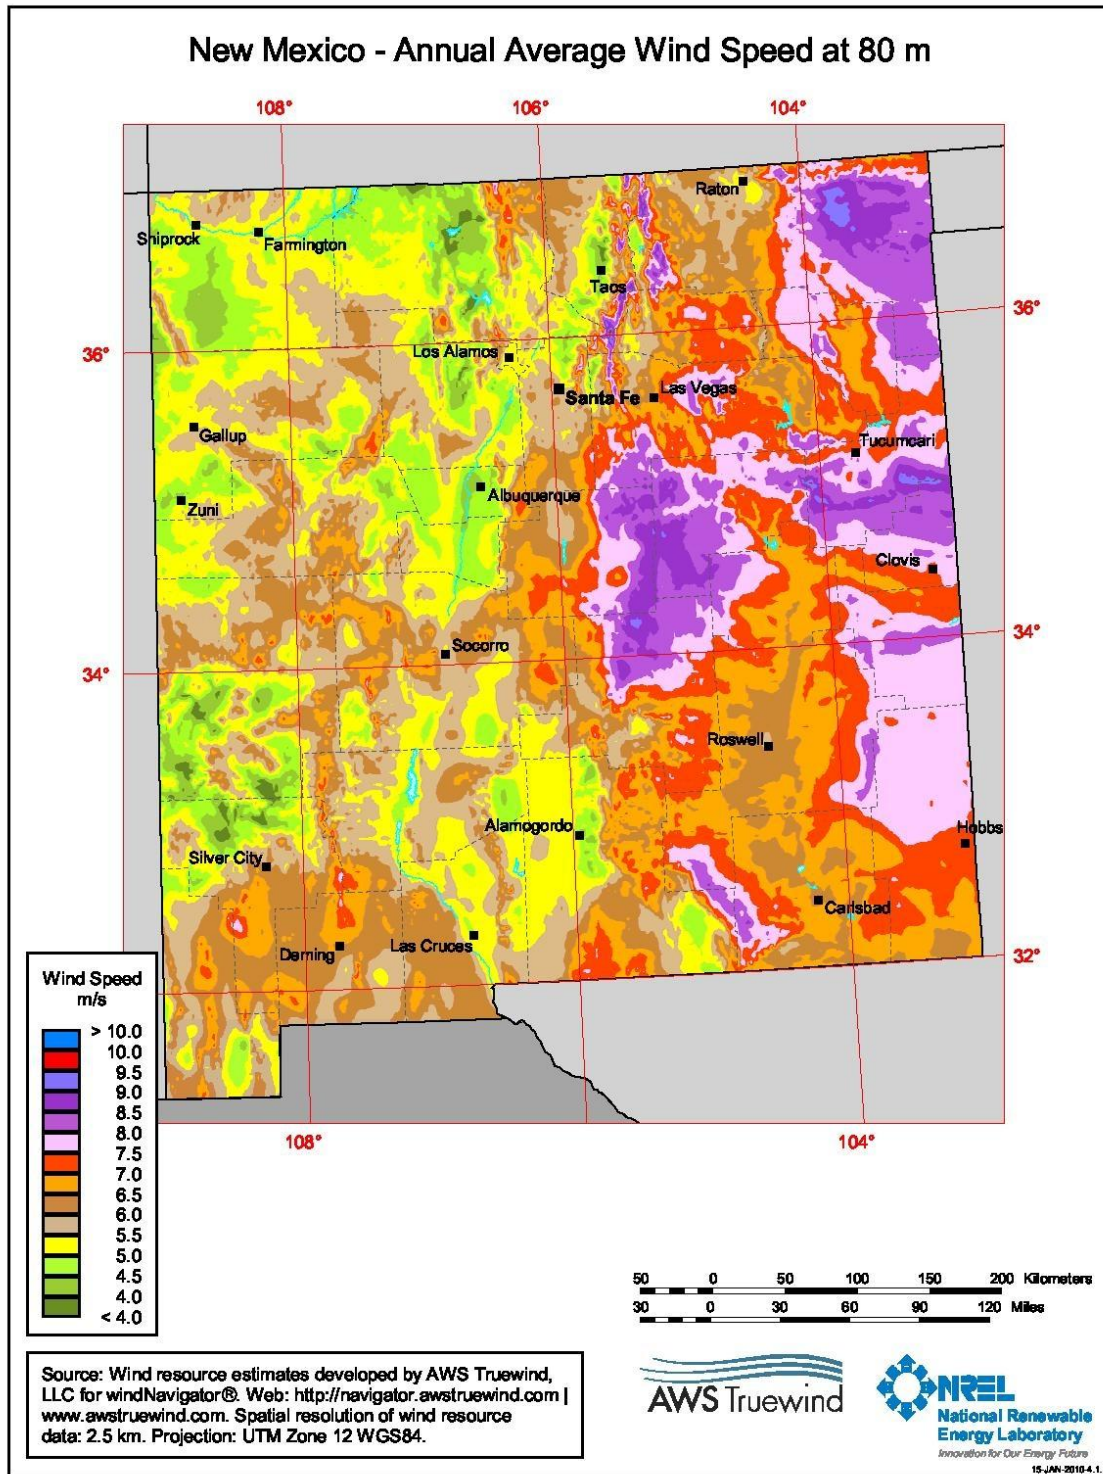 New Mexico - Annual Average Wind Speed at 80 m
108° 106° 104°
Raton
Shiprock
Farmington
Taos
36°
36°
Los Alamos
Santa Fe
Las Vegas
Gallup
Tucumcari
Zuni
Albuquerque
Clovis
34°
Socorro
34°
Roswell
Alamogordo
Hobbs
Silver City
Carlsbad
Las Cruces
Deming
32°
108° 104°
Wind Speed
m/s
> 10.0
10.0
9.5
9.0
8.5
8.0
7.5
7.0
6.5
6.0
5.5
5.0
4.5
4.0
< 4.0
50 0 50 100 150 200 Kilometers
30 0 30 60 90 120 Miles
Source: Wind resource estimates developed by AWS Truewind,
LLC for windNavigator®. Web: http://navigator.awstruewind.com |
www.awstruewind.com. Spatial resolution of wind resource
data: 2.5 km. Projection: UTM Zone 12 WGS84.
AWS Truewind
NREL
National Renewable
Energy Laboratory
Innovation for Our Energy Future
15-JAN-2010-4.1.1